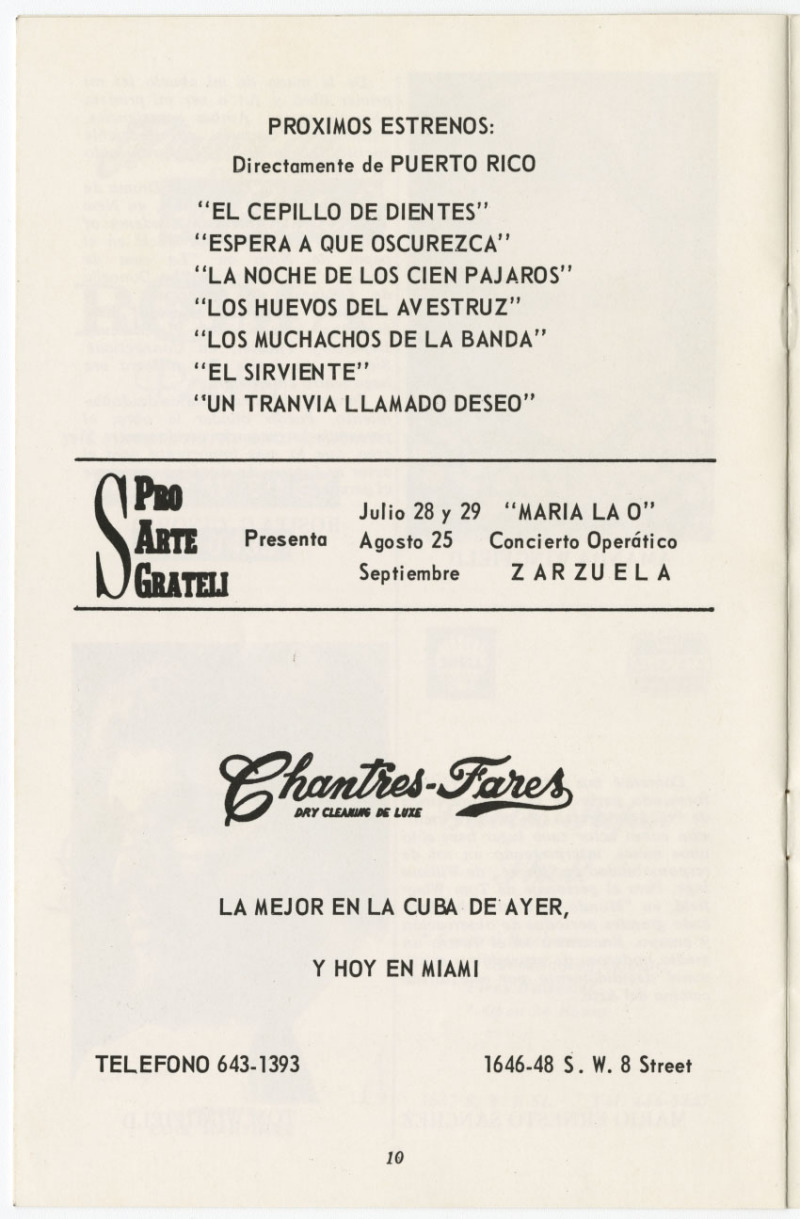 PROXIMOS ESTRENOS:
Directamente de PUERTO RICO
"EL CEPILLO DE DIENTES"
"ESPERA A QUE OSCUREZCA"
"LA NOCHE DE LOS CIEN PAJAROS"
"LOS HUEVOS DEL AVESTRUZ"
"LOS MUCHACHOS DE LA BANDA"
"EL SIRVIENTE"
"UN TRANVIA LLAMADO DESEO"
S PRO ARTE GRATELI
Presenta
Julio 28 y 29 "MARIA LA O"
Agosto 25 Concierto Operático
Septiembre ZARZUELA
Chantres-Fares
DRY CLEANING DE LUXE
LA MEJOR EN LA CUBA DE AYER,
Y HOY EN MIAMI
TELEFONO 643-1393 1646-48 S. W. 8 Street
10